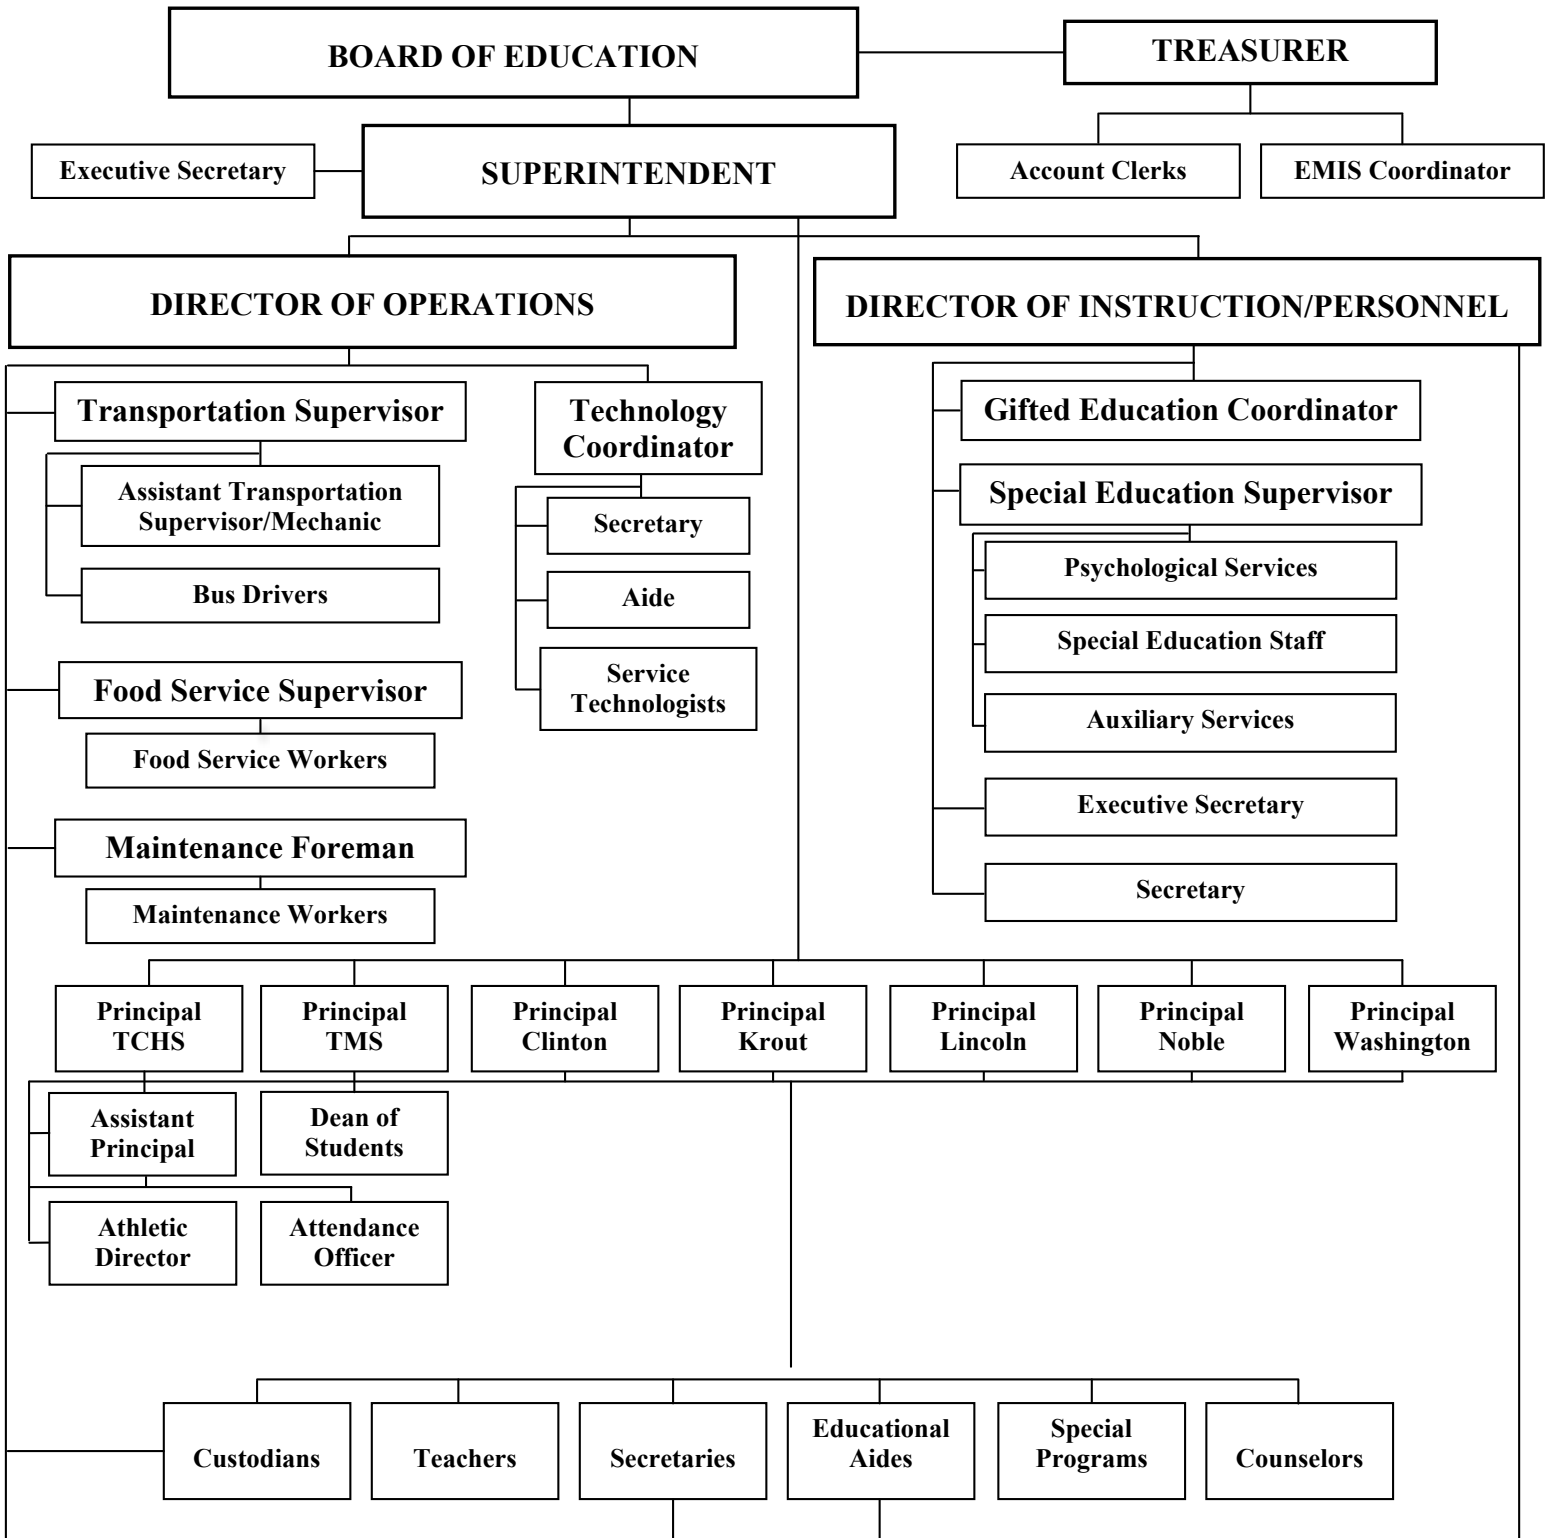 BOARD OF EDUCATION
TREASURER
Executive Secretary
SUPERINTENDENT
Account Clerks
EMIS Coordinator
DIRECTOR OF OPERATIONS
DIRECTOR OF INSTRUCTION/PERSONNEL
Transportation Supervisor
Assistant Transportation
Supervisor/Mechanic
Bus Drivers
Food Service Supervisor
Food Service Workers
Maintenance Foreman
Maintenance Workers
Technology
Coordinator
Secretary
Aide
Service
Technologists
Gifted Education Coordinator
Special Education Supervisor
Psychological Services
Special Education Staff
Auxiliary Services
Executive Secretary
Secretary
Principal
TCHS
Principal
TMS
Principal
Clinton
Principal
Krout
Principal
Lincoln
Principal
Noble
Principal
Washington
Assistant
Principal
Dean of
Students
Athletic
Director
Attendance
Officer
Custodians
Teachers
Secretaries
Educational
Aides
Special
Programs
Counselors